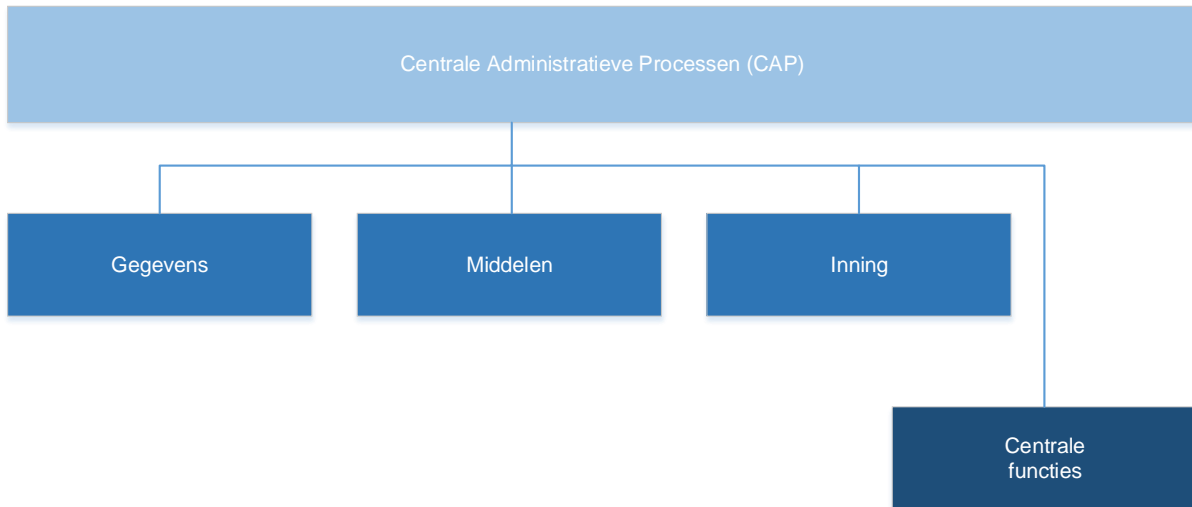 Centrale Administratieve Processen (CAP)
Gegevens
Middelen
Inning
Centrale
functies